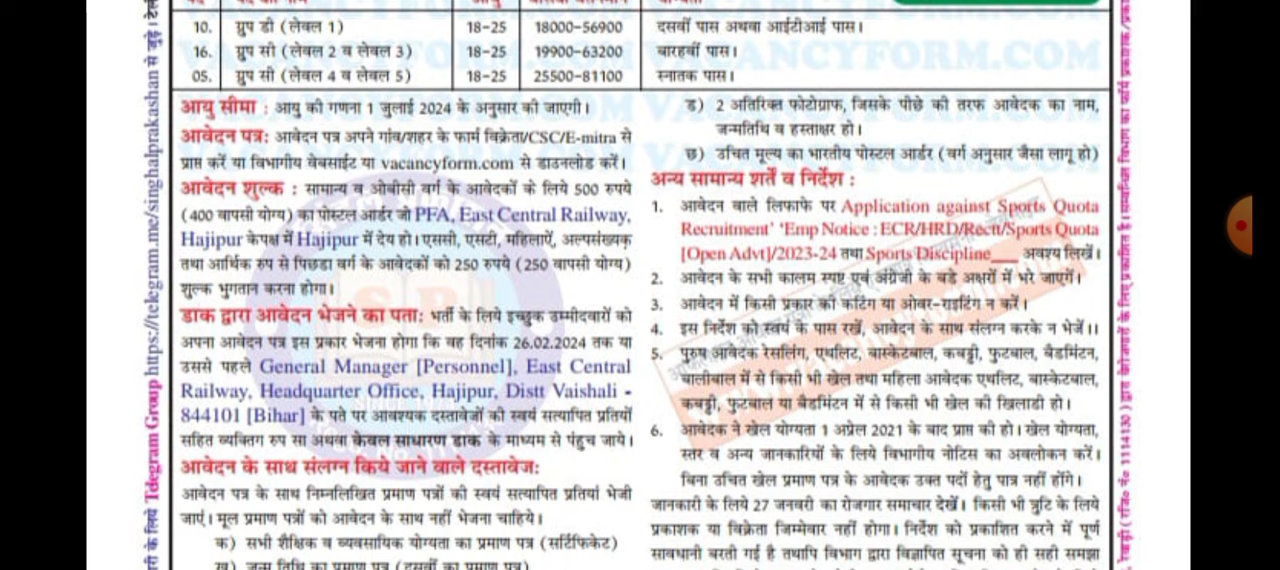 10. ग्रुप डी (लेवल 1) 18-25 18000-56900 दसवीं पास अथवा आईटीआई पास।
16. ग्रुप सी (लेवल 2 व लेवल 3) 18-25 19900-63200 बारहवीं पास।
05. ग्रुप सी (लेवल 4 व लेवल 5) 18-25 25500-81100 स्नातक पास।
आयु सीमा : आयु की गणना 1 जुलाई 2024 के अनुसार की जाएगी।
आवेदन पत्र: आवेदन पत्र अपने गांव/शहर के फार्म विक्रेता/CSC/E-mitra से
प्राप्त करें या विभागीय वेबसाईट या vacancyform.com से डाउनलोड करें।
आवेदन शुल्क : सामान्य व ओबीसी वर्ग के आवेदकों के लिये 500 रुपये
(400 वापसी योग्य) का पोस्टल आर्डर जो PFA, East Central Railway,
Hajipur केपक्ष में Hajipur में देय हो। एससी, एसटी, महिलाऐं, अल्पसंख्यक
तथा आर्थिक रुप से पिछडा वर्ग के आवेदकों को 250 रुपये (250 वापसी योग्य)
शुल्क भुगतान करना होगा।
डाक द्वारा आवेदन भेजने का पता: भर्ती के लिये इच्छुक उम्मीदवारों को
अपना आवेदन पत्र इस प्रकार भेजना होगा कि वह दिनांक 26.02.2024 तक या
उससे पहले General Manager [Personnel], East Central
Railway, Headquarter Office, Hajipur, Distt Vaishali -
844101 [Bihar] के पते पर आवश्यक दस्तावेजों की स्वयं सत्यापित प्रतियों
सहित व्यक्तिग रुप सा अथवा केवल साधारण डाक के माध्यम से पंहुच जाये।
आवेदन के साथ संलग्न किये जाने वाले दस्तावेज:
आवेदन पत्र के साथ निम्नलिखित प्रमाण पत्रों की स्वयं सत्यापित प्रतियां भेजी
जाएं। मूल प्रमाण पत्रों को आवेदन के साथ नहीं भेजना चाहिये।
क) सभी शैक्षिक व व्यवसायिक योग्यता का प्रमाण पत्र (सर्टिफिकेट)
ख) जन्म तिथि का प्रमाण पत्र (दसवीं का प्रमाण पत्र)
ड) 2 अतिरिक्त फोटोग्राफ, जिसके पीछे की तरफ आवेदक का नाम,
जन्मतिथि व हस्ताक्षर हो।
छ) उचित मूल्य का भारतीय पोस्टल आर्डर (वर्ग अनुसार जैसा लागू हो)
अन्य सामान्य शर्तें व निर्देश :
1. आवेदन वाले लिफाफे पर Application against Sports Quota
Recruitment' 'Emp Notice : ECR/HRD/Rectt/Sports Quota
[Open Advt]/2023-24 तथा Sports Discipline___ अवश्य लिखें।
2. आवेदन के सभी कालम स्पष्ट एवं अंग्रेजी के बडे अक्षरों में भरे जाएगें।
3. आवेदन में किसी प्रकार की कटिंग या ओवर-राइटिंग न करें।
4. इस निर्देश को स्वयं के पास रखें, आवेदन के साथ संलग्न करके न भेजें।।
5. पुरुष आवेदक रेसलिंग, एथलिट, बास्केटबाल, कबड्डी, फुटबाल, बैडमिंटन,
वालीबाल में से किसी भी खेल तथा महिला आवेदक एथलिट, बास्केटबाल,
कबड्डी, फुटबाल या बैडमिंटन में से किसी भी खेल की खिलाडी हो।
6. आवेदक ने खेल योग्यता 1 अप्रेल 2021 के बाद प्राप्त की हो। खेल योग्यता,
स्तर व अन्य जानकारियों के लिये विभागीय नोटिस का अवलोकन करें।
बिना उचित खेल प्रमाण पत्र के आवेदक उक्त पदों हेतु पात्र नहीं होंगे।
जानकारी के लिये 27 जनवरी का रोजगार समाचार देखें। किसी भी त्रुटि के लिये
प्रकाशक या विक्रेता जिम्मेवार नहीं होगा। निर्देश को प्रकाशित करने में पूर्ण
सावधानी बरती गई है तथापि विभाग द्वारा विज्ञापित सूचना को ही सही समझा
के लिये Telegram Group https://telegram.me/singhalprakashan से जुड़े।
VACANCYFORM.COM